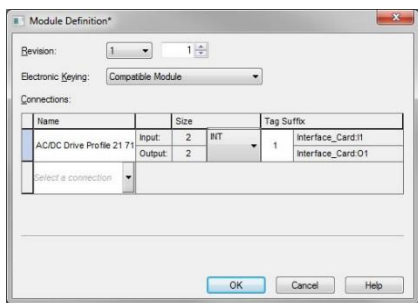 Module Definition*
Revision: 1 1
Electronic Keying: Compatible Module
Connections:
Name Size Tag Suffix
AC/DC Drive Profile 21 71 Input: 2 INT 1 Interface_Card:I1
Output: 2 Interface_Card:O1
Select a connection
OK Cancel Help